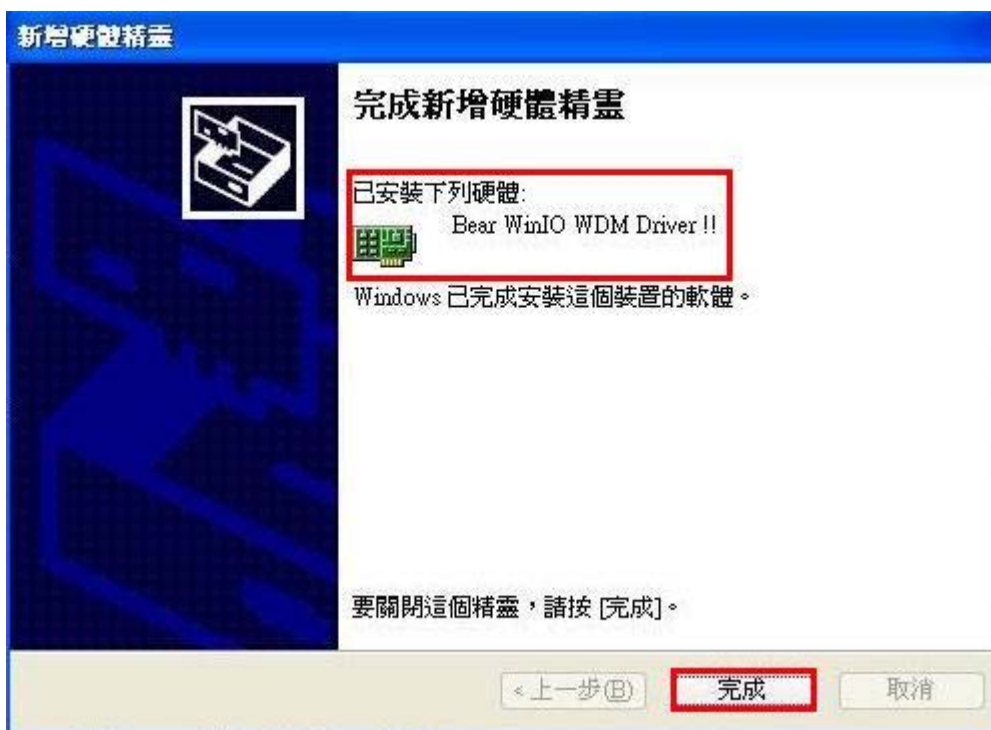 新增硬體精靈
完成新增硬體精靈
已安裝下列硬體:
Bear WinIO WDM Driver !!
Windows 已完成安裝這個裝置的軟體。
要關閉這個精靈，請按 [完成]。
<上一步(B)
完成
取消